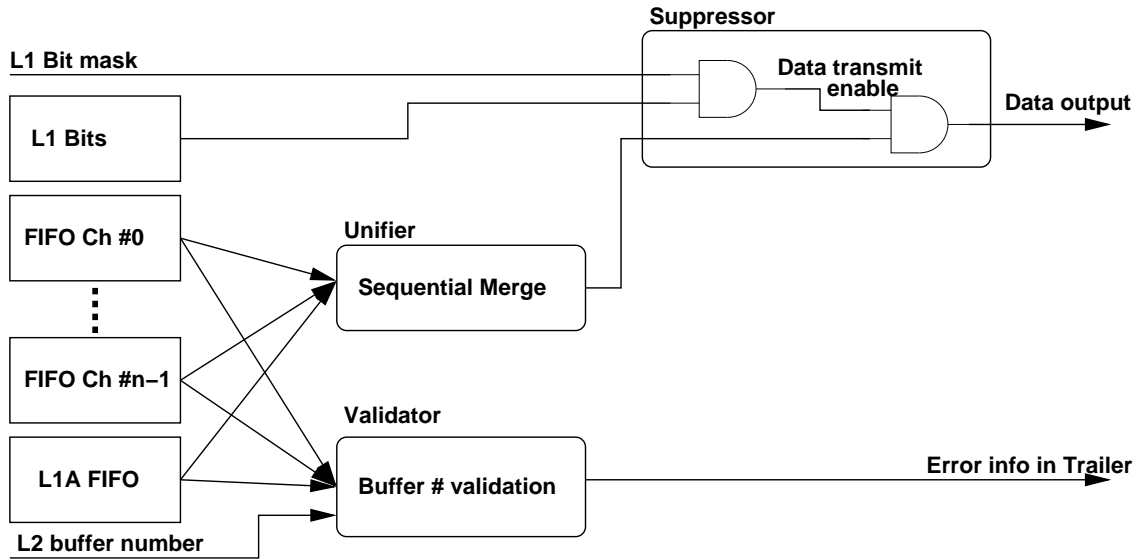 Suppressor
L1 Bit mask
Data transmit
enable
Data output
L1 Bits
FIFO Ch #0
Unifier
Sequential Merge
FIFO Ch #n−1
Validator
L1A FIFO
Buffer # validation
Error info in Trailer
L2 buffer number